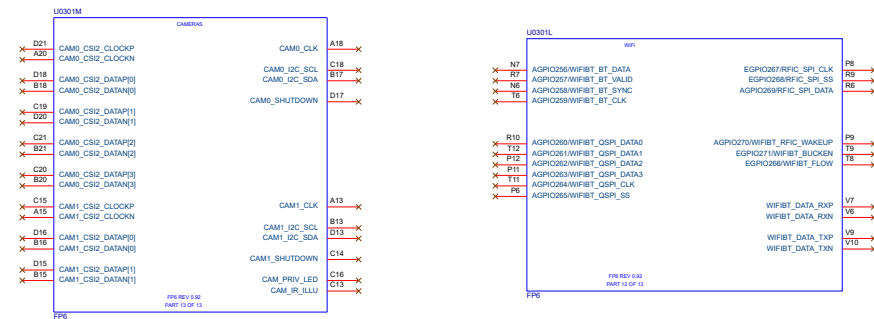 U0301M
CAMERAS
D21 CAM0_CSI2_CLOCKP CAM0_CLK A18
A20 CAM0_CSI2_CLOCKN
CAM0_I2C_SCL C18
D18 CAM0_CSI2_DATAP[0] CAM0_I2C_SDA B17
B18 CAM0_CSI2_DATAN[0]
CAM0_SHUTDOWN D17
C19 CAM0_CSI2_DATAP[1]
D20 CAM0_CSI2_DATAN[1]
C21 CAM0_CSI2_DATAP[2]
B21 CAM0_CSI2_DATAN[2]
C20 CAM0_CSI2_DATAP[3]
B20 CAM0_CSI2_DATAN[3]
C15 CAM1_CSI2_CLOCKP CAM1_CLK A13
A15 CAM1_CSI2_CLOCKN
CAM1_I2C_SCL B13
D16 CAM1_CSI2_DATAP[0] CAM1_I2C_SDA D13
B16 CAM1_CSI2_DATAN[0]
CAM1_SHUTDOWN C14
D15 CAM1_CSI2_DATAP[1]
B15 CAM1_CSI2_DATAN[1] CAM_PRIV_LED C16
CAM_IR_ILLU C13
FP6 REV 0.92
PART 13 OF 13
FP6
U0301L
WiFi
N7 AGPIO256/WIFIBT_BT_DATA EGPIO267/RFIC_SPI_CLK P8
R7 AGPIO257/WIFIBT_BT_VALID EGPIO268/RFIC_SPI_SS R9
N6 AGPIO258/WIFIBT_BT_SYNC AGPIO269/RFIC_SPI_DATA R6
T6 AGPIO259/WIFIBT_BT_CLK
R10 AGPIO260/WIFIBT_QSPI_DATA0 AGPIO270/WIFIBT_RFIC_WAKEUP P9
T12 AGPIO261/WIFIBT_QSPI_DATA1 EGPIO271/WIFIBT_BUCKEN T9
P12 AGPIO262/WIFIBT_QSPI_DATA2 EGPIO266/WIFIBT_FLOW T8
P11 AGPIO263/WIFIBT_QSPI_DATA3
T11 AGPIO264/WIFIBT_QSPI_CLK
P6 AGPIO265/WIFIBT_QSPI_SS
WIFIBT_DATA_RXP V7
WIFIBT_DATA_RXN V6
WIFIBT_DATA_TXP V9
WIFIBT_DATA_TXN V10
FP6 REV 0.92
PART 12 OF 13
FP6